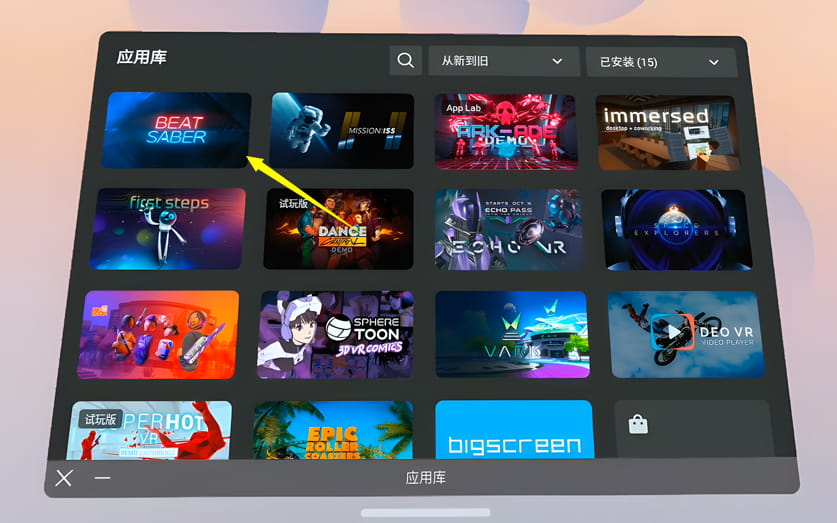 应用库
从新到旧
已安装 (15)
BEAT
SABER
MISSION:ISS
App Lab
ARK-ADE
DEMO
immersed
desktop + coworking
first steps
试玩版
DANCE
DEMO
STARTS OCT 6
ECHO PASS
ECHO VR
SPACE
EXPLORERS
SPHERE
TOON
3D VR COMICS
VARK
DEO VR
VIDEO PLAYER
试玩版
PERHOT
VR
EPIC
ROLLER
COASTERS
bigscreen
应用库